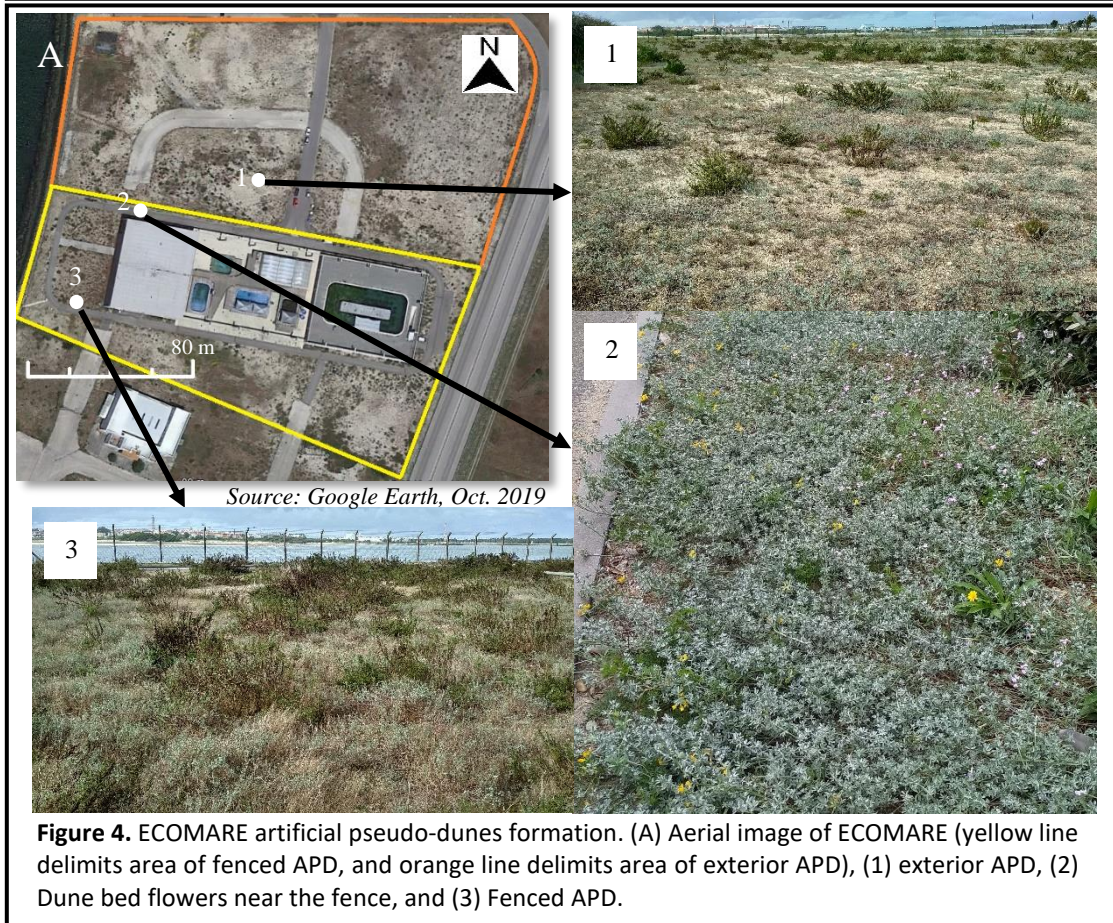 A
N
1
2
3
80 m
Source: Google Earth, Oct. 2019
1
2
3
Figure 4. ECOMARE artificial pseudo-dunes formation. (A) Aerial image of ECOMARE (yellow line
delimits area of fenced APD, and orange line delimits area of exterior APD), (1) exterior APD, (2)
Dune bed flowers near the fence, and (3) Fenced APD.